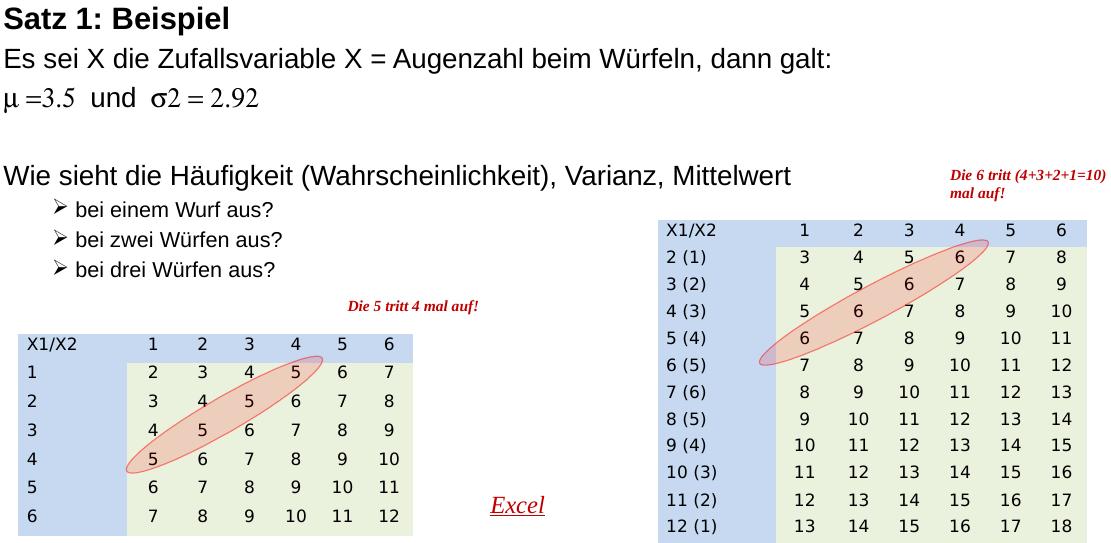 Satz 1: Beispiel
Es sei X die Zufallsvariable X = Augenzahl beim Würfeln, dann galt:
μ =3.5 und σ2 = 2.92
Wie sieht die Häufigkeit (Wahrscheinlichkeit), Varianz, Mittelwert
➢ bei einem Wurf aus?
➢ bei zwei Würfen aus?
➢ bei drei Würfen aus?
Die 5 tritt 4 mal auf!
X1/X2 1 2 3 4 5 6
1 2 3 4 5 6 7
2 3 4 5 6 7 8
3 4 5 6 7 8 9
4 5 6 7 8 9 10
5 6 7 8 9 10 11
6 7 8 9 10 11 12
Excel
Die 6 tritt (4+3+2+1=10)
mal auf!
X1/X2 1 2 3 4 5 6
2 (1) 3 4 5 6 7 8
3 (2) 4 5 6 7 8 9
4 (3) 5 6 7 8 9 10
5 (4) 6 7 8 9 10 11
6 (5) 7 8 9 10 11 12
7 (6) 8 9 10 11 12 13
8 (5) 9 10 11 12 13 14
9 (4) 10 11 12 13 14 15
10 (3) 11 12 13 14 15 16
11 (2) 12 13 14 15 16 17
12 (1) 13 14 15 16 17 18